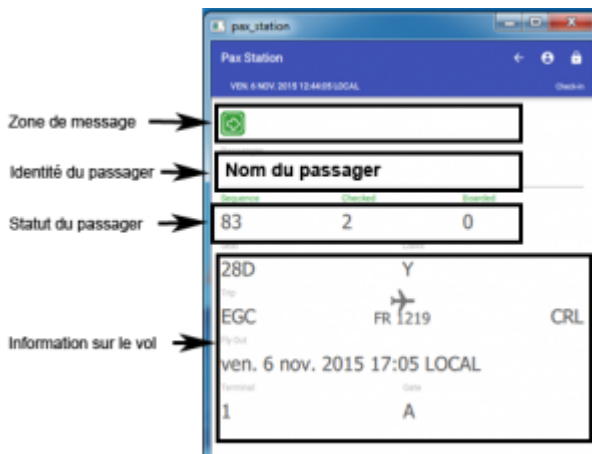 pax_station
Pax Station
VEN. 6 NOV. 2015 12:44:05 LOCAL Check-in
Zone de message
Identité du passager Nom du passager
Sequence Checked Boarded
Statut du passager 83 2 0
28D Y
Trip
EGC FR 1219 CRL
Fly Out
Information sur le vol
ven. 6 nov. 2015 17:05 LOCAL
Terminal Gate
1 A